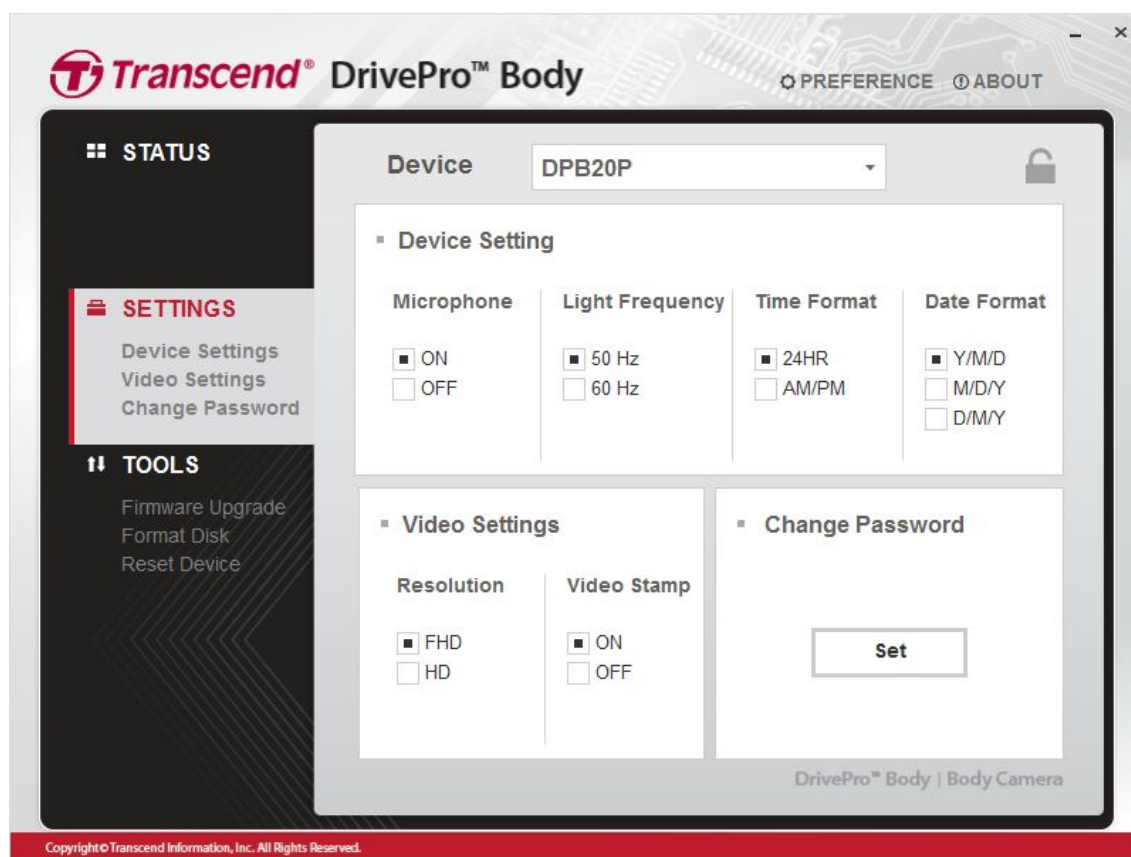 Transcend® DrivePro™ Body
PREFERENCE ABOUT
STATUS
SETTINGS
Device Settings
Video Settings
Change Password
TOOLS
Firmware Upgrade
Format Disk
Reset Device
Device DPB20P
Device Setting
Microphone
ON
OFF
Light Frequency
50 Hz
60 Hz
Time Format
24HR
AM/PM
Date Format
Y/M/D
M/D/Y
D/M/Y
Video Settings
Resolution
FHD
HD
Video Stamp
ON
OFF
Change Password
Set
DrivePro™ Body | Body Camera
Copyright©Transcend Information, Inc. All Rights Reserved.